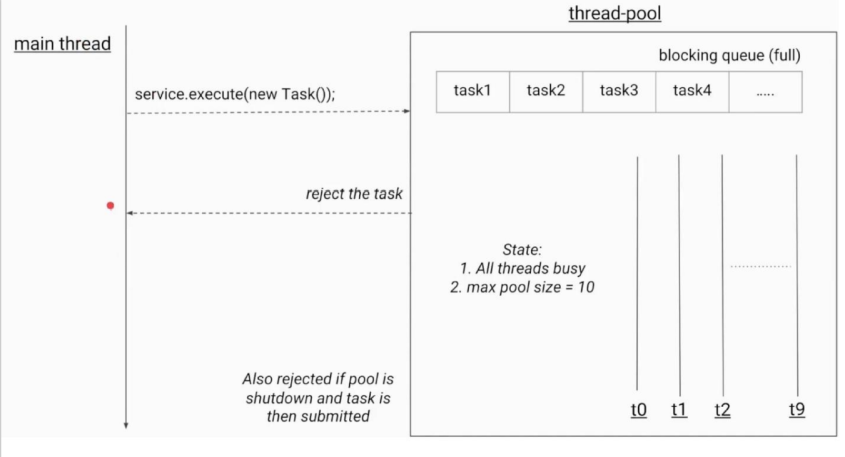 thread-pool
main thread
blocking queue (full)
service.execute(new Task());
task1 task2 task3 task4 .....
reject the task
State:
1. All threads busy
2. max pool size = 10
Also rejected if pool is
shutdown and task is
then submitted
t0 t1 t2 t9